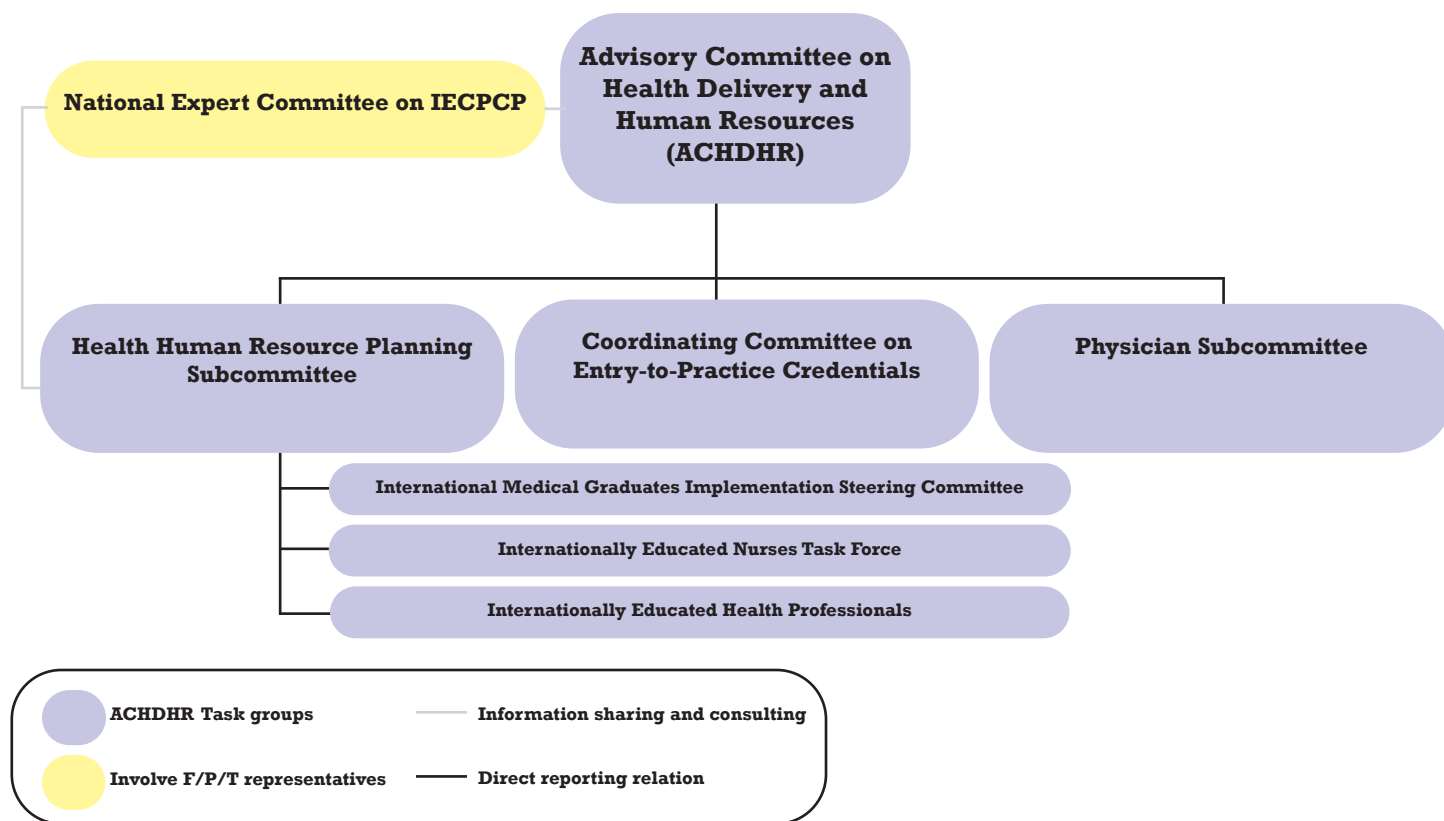 National Expert Committee on IECPCP
Advisory Committee on
Health Delivery and
Human Resources
(ACHDHR)
Health Human Resource Planning
Subcommittee
Coordinating Committee on
Entry-to-Practice Credentials
Physician Subcommittee
International Medical Graduates Implementation Steering Committee
Internationally Educated Nurses Task Force
Internationally Educated Health Professionals
ACHDHR Task groups
Information sharing and consulting
Involve F/P/T representatives
Direct reporting relation